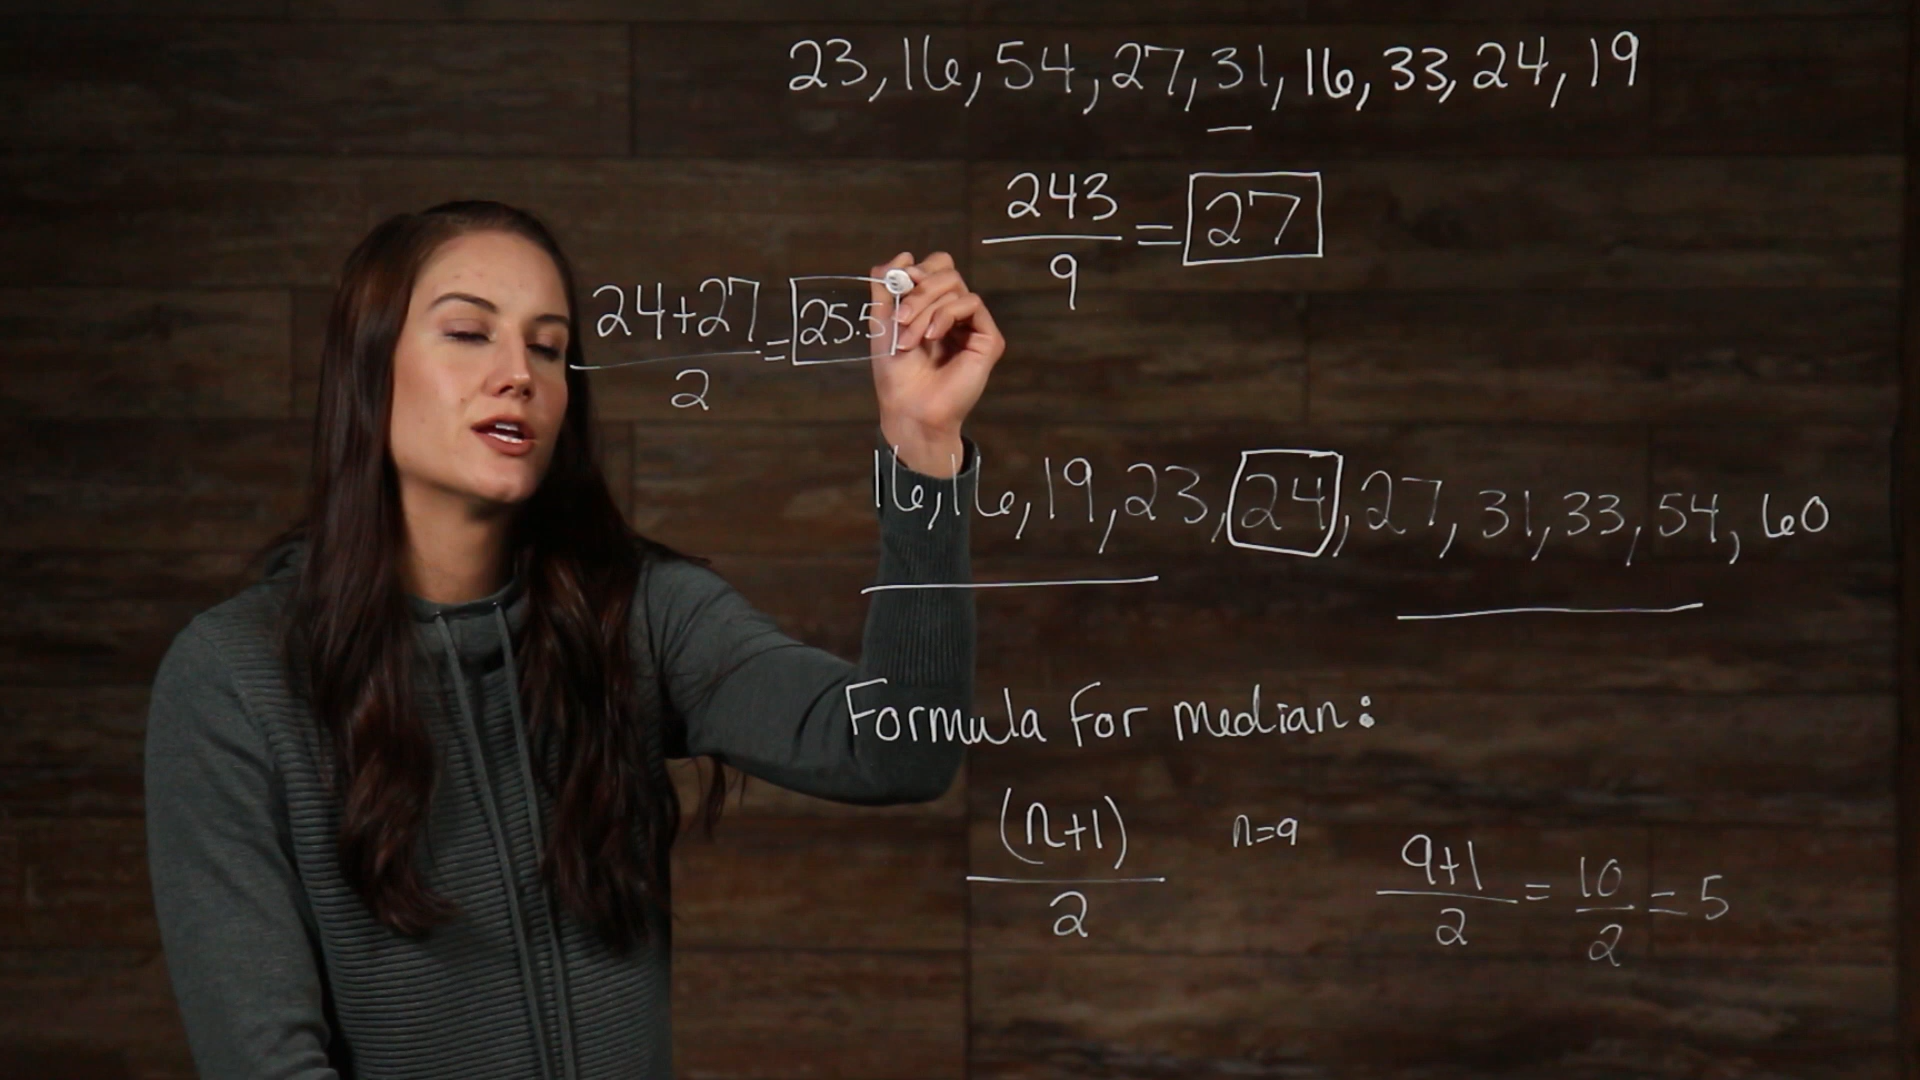 23, 16, 54, 27, 31, 16, 33, 24, 19
243/9 = 27
24+27/2 = 25.5
16, 16, 19, 23, 24, 27, 31, 33, 54, 60
Formula for median:
(n+1)/2 n=9 9+1/2 = 10/2 = 5